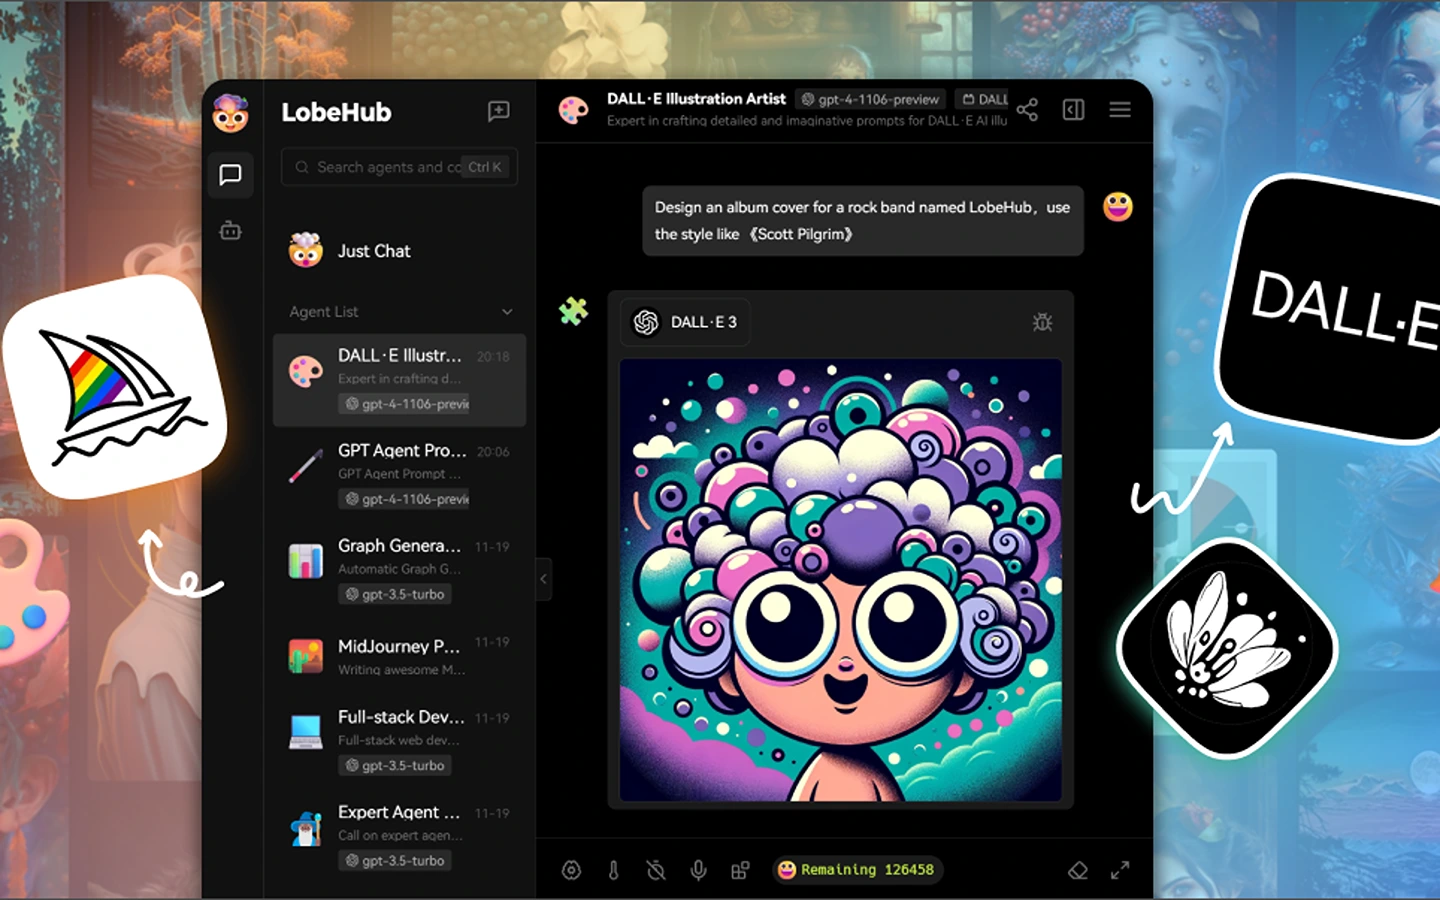 LobeHub
Search agents and cc
Ctrl K
Just Chat
Agent List
DALL·E Illustr...
20:18
Expert in crafting d...
gpt-4-1106-previe
GPT Agent Pro...
20:06
GPT Agent Prompt ...
gpt-4-1106-previe
Graph Genera...
11-19
Automatic Graph G...
gpt-3.5-turbo
MidJourney P...
11-19
Writing awesome M...
Full-stack Dev...
11-19
Full-stack web dev...
gpt-3.5-turbo
Expert Agent ...
11-19
Call on expert agen...
gpt-3.5-turbo
DALL·E Illustration Artist
gpt-4-1106-preview
DALL
Expert in crafting detailed and imaginative prompts for DALL·E AI illu
Design an album cover for a rock band named LobeHub，use
the style like 《Scott Pilgrim》
DALL·E 3
Remaining 126458
DALL·E